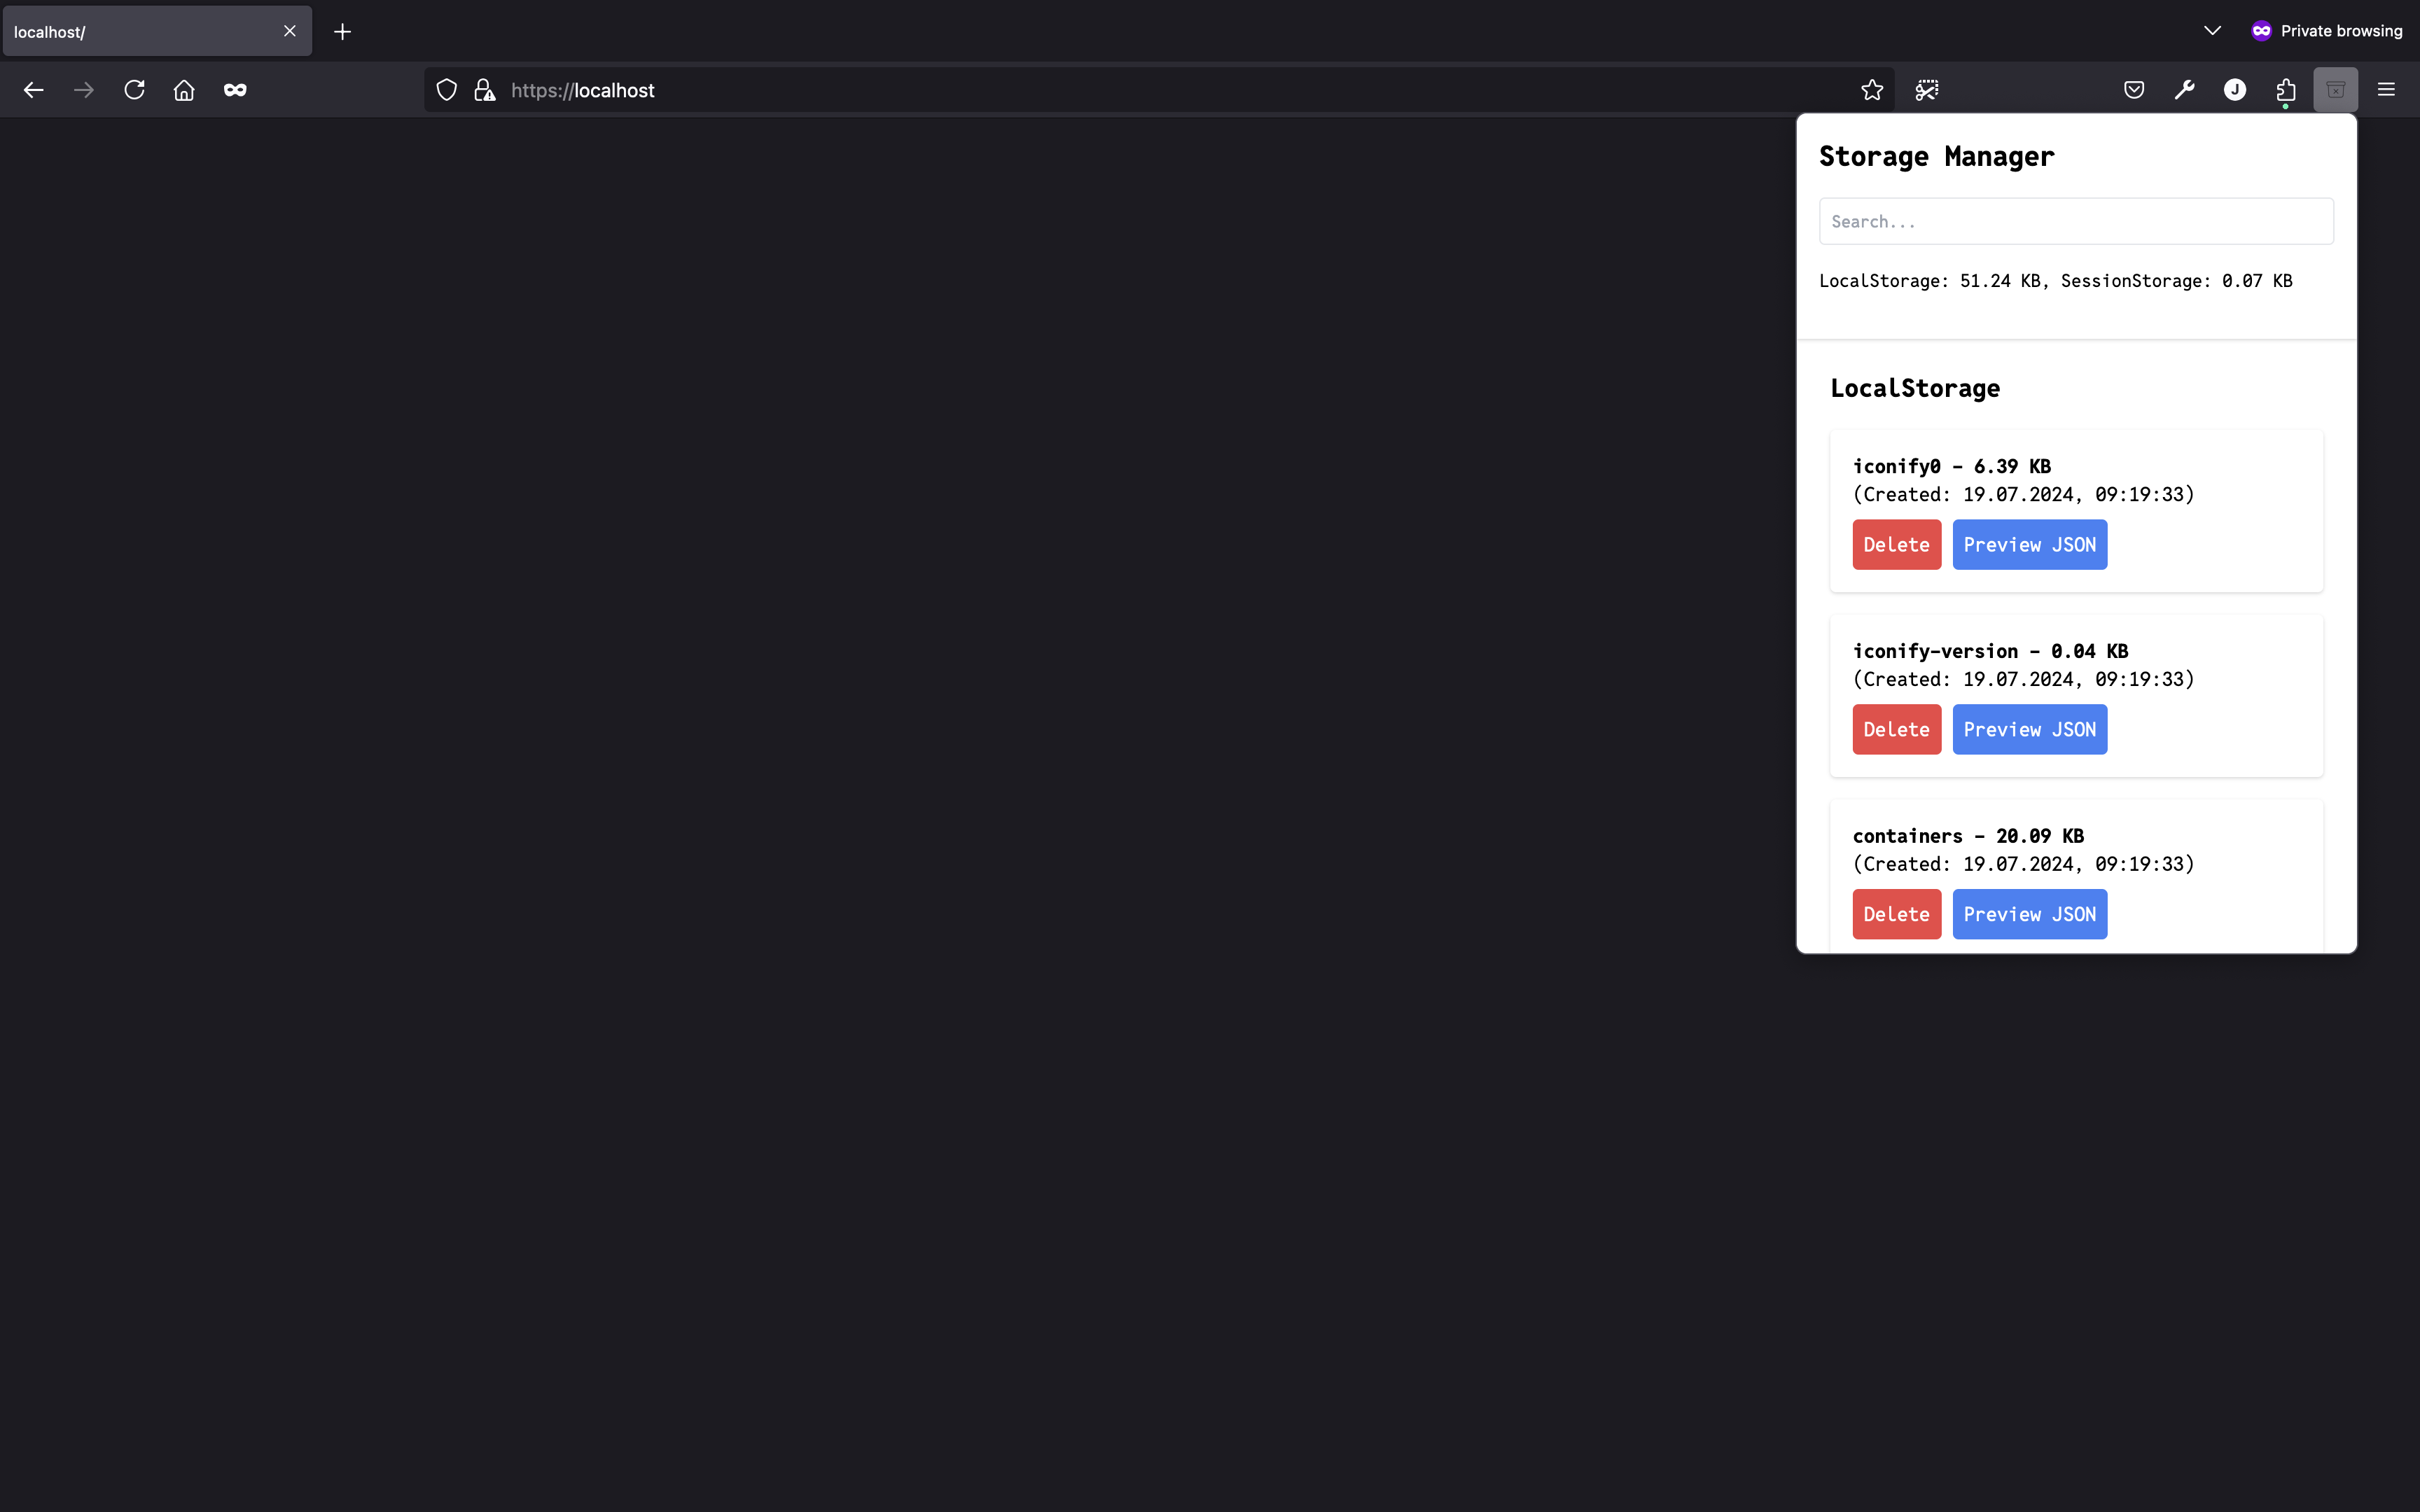 localhost/
Private browsing
https://localhost
J
Storage Manager
Search...
LocalStorage: 51.24 KB, SessionStorage: 0.07 KB
LocalStorage
iconify0 - 6.39 KB
(Created: 19.07.2024, 09:19:33)
Delete Preview JSON
iconify-version - 0.04 KB
(Created: 19.07.2024, 09:19:33)
Delete Preview JSON
containers - 20.09 KB
(Created: 19.07.2024, 09:19:33)
Delete Preview JSON